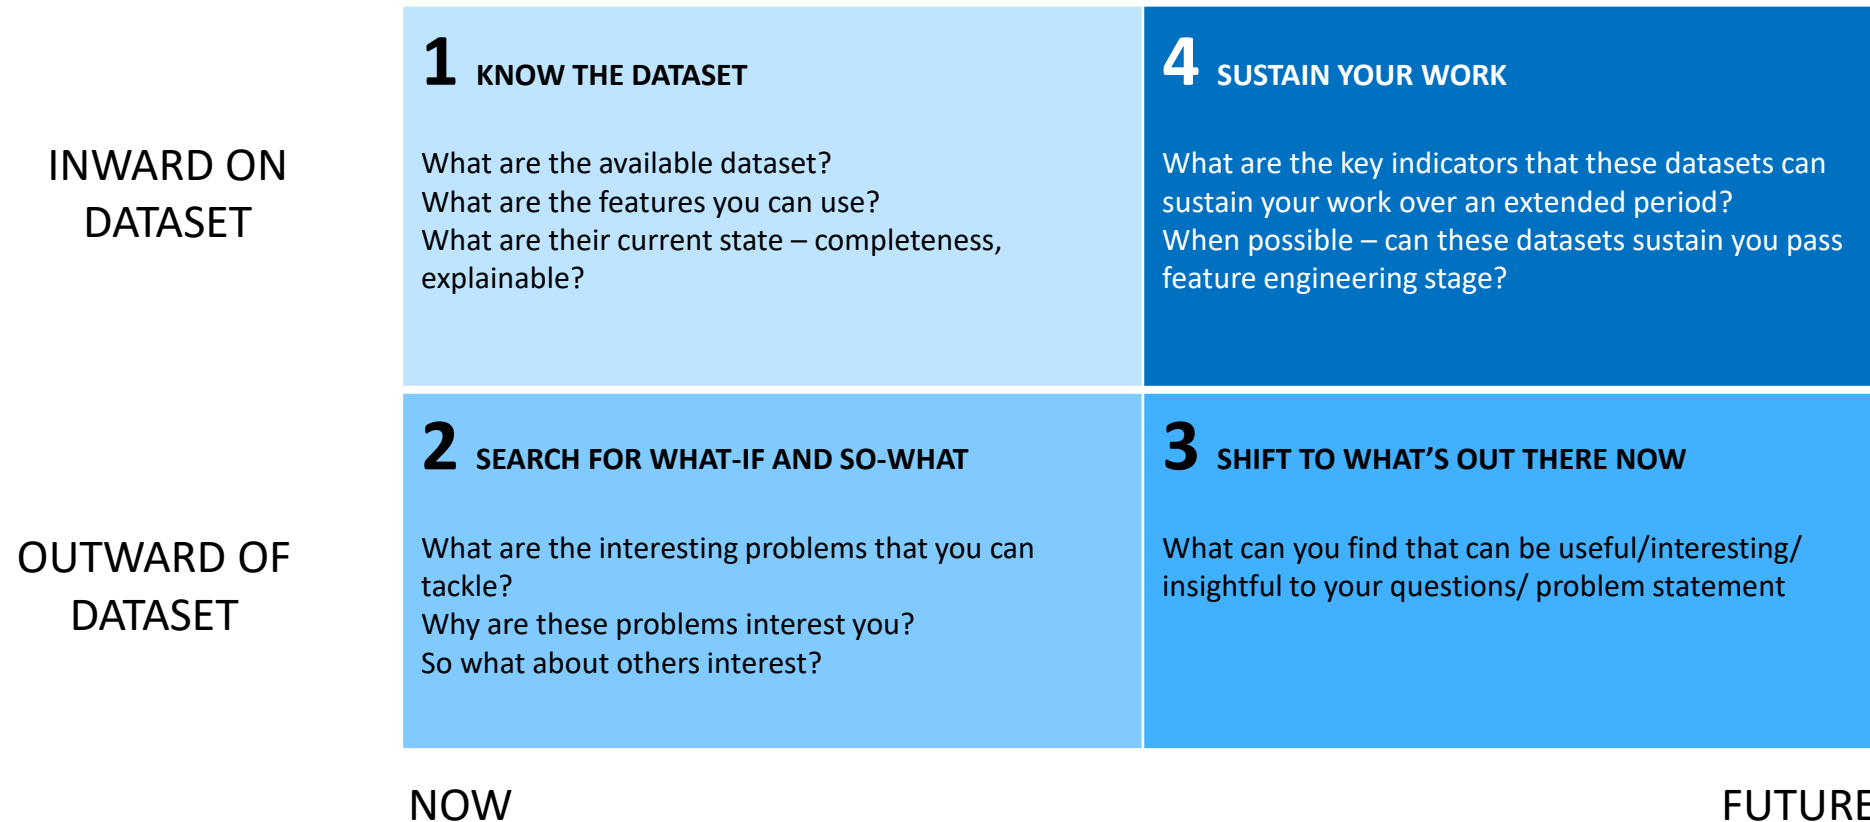 INWARD ON
DATASET
1 KNOW THE DATASET
What are the available dataset?
What are the features you can use?
What are their current state – completeness,
explainable?
4 SUSTAIN YOUR WORK
What are the key indicators that these datasets can
sustain your work over an extended period?
When possible – can these datasets sustain you pass
feature engineering stage?
OUTWARD OF
DATASET
2 SEARCH FOR WHAT-IF AND SO-WHAT
What are the interesting problems that you can
tackle?
Why are these problems interest you?
So what about others interest?
3 SHIFT TO WHAT’S OUT THERE NOW
What can you find that can be useful/interesting/
insightful to your questions/ problem statement
NOW
FUTURE